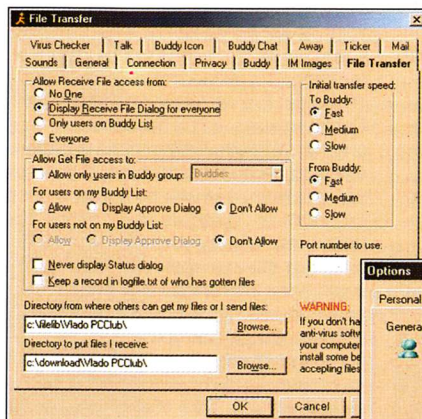 File Transfer
Virus Checker Talk Buddy Icon Buddy Chat Away Ticker Mail
Sounds General Connection Privacy Buddy IM Images File Transfer
Allow Receive File access from:
No One
Display Receive File Dialog for everyone
Only users on Buddy List
Everyone
Initial transfer speed:
To Buddy:
Fast
Medium
Slow
From Buddy:
Fast
Medium
Slow
Allow Get File access to:
Allow only users in Buddy group: Buddies
For users on my Buddy List:
Allow Display Approve Dialog Don't Allow
For users not on my Buddy List:
Allow Display Approve Dialog Don't Allow
Never display Status dialog
Keep a record in logfile.txt of who has gotten files
Port number to use:
Directory from where others can get my files or I send files:
c:\filelib\Vlado PCClub\ Browse...
Directory to put files I receive:
c:\download\Vlado PCClub\ Browse...
WARNING:
If you don't ha
anti-virus softw
your computer
install some be
accepting files
OK Cancel
Options
Personal
Genera